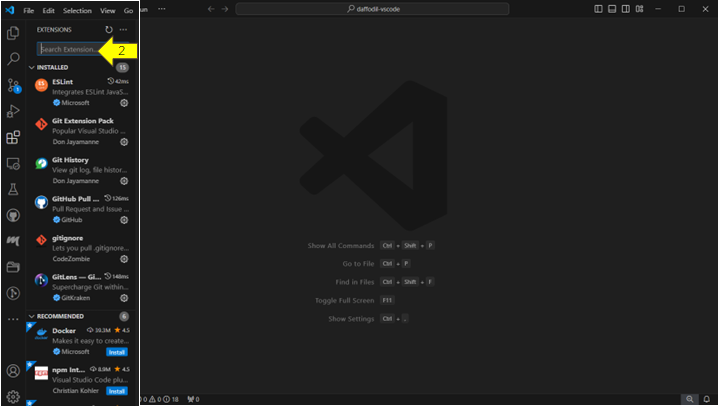 File Edit Selection View Go un ... daffodil-vscode
EXTENSIONS
Search Extension...
2
INSTALLED 15
ESLint 42ms
Integrates ESLint JavaS...
Microsoft
Git Extension Pack
Popular Visual Studio ...
Don Jayamanne
Git History
View git log, file histor...
Don Jayamanne
GitHub Pull ... 126ms
Pull Request and Issue ...
GitHub
gitignore
Lets you pull .gitignore...
CodeZombie
GitLens — Gi... 148ms
Supercharge Git within...
GitKraken
RECOMMENDED 6
Docker 39.3M 4.5
Makes it easy to create...
Microsoft Install
npm Int... 8.9M 4.5
Visual Studio Code plu...
Christian Kohler Install
1
Show All Commands Ctrl + Shift + P
Go to File Ctrl + P
Find in Files Ctrl + Shift + F
Toggle Full Screen F11
Show Settings Ctrl + ,
0 0 18 0